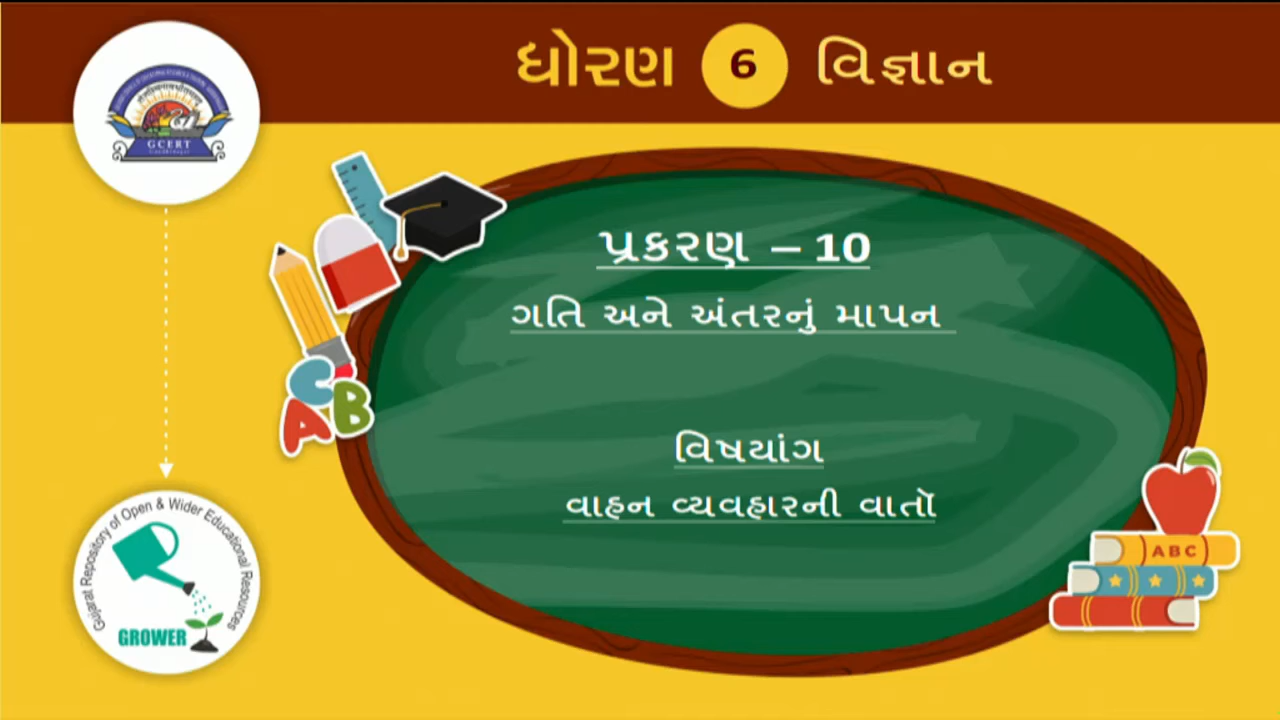 ધોરણ 6 વિજ્ઞાન
GCERT
પ્રકરણ – 10
ગતિ અને અંતરનું માપન
વિષયાંગ
વાહન વ્યવહારની વાતૉ
C
A B
ABC
Gujarat Repository of Open & Wider Educational Resources
GROWER